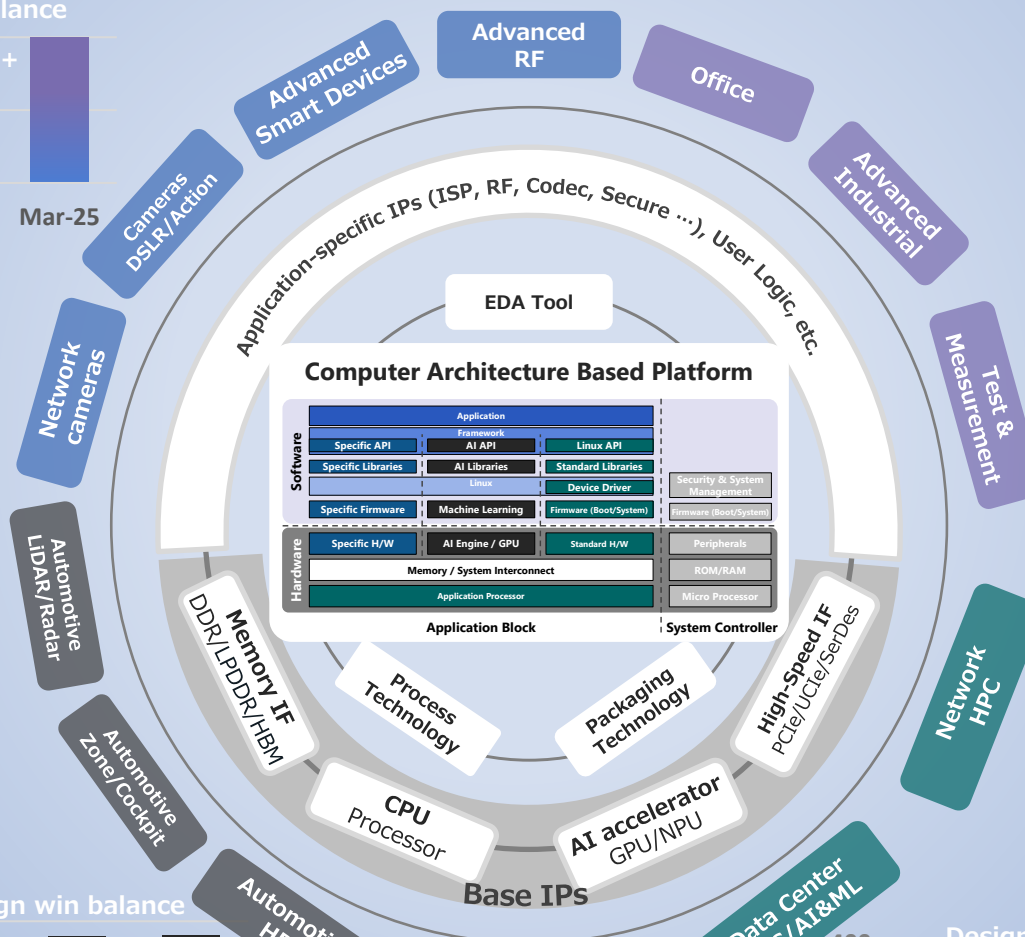 lance
+
Mar-25
Advanced
RF
Advanced
Smart Devices
Office
Cameras
DSLR/Action
Advanced
Industrial
Network
cameras
Test &
Measurement
Automotive
LiDAR/Radar
Network
HPC
Automotive
Zone/Cockpit
Data Center
/AI&ML
Automoti
Application-specific IPs (ISP, RF, Codec, Secure ...), User Logic, etc.
EDA Tool
Computer Architecture Based Platform
Software
Application
Framework
Specific API
AI API
Linux API
Specific Libraries
AI Libraries
Standard Libraries
Linux
Device Driver
Security & System
Management
Specific Firmware
Machine Learning
Firmware (Boot/System)
Firmware (Boot/System)
Hardware
Specific H/W
AI Engine / GPU
Standard H/W
Peripherals
Memory / System Interconnect
ROM/RAM
Application Processor
Micro Processor
Application Block
System Controller
Process
Technology
Packaging
Technology
Memory IF
DDR/LPDDR/HBM
High-Speed IF
PCIe/UCIe/SerDes
CPU
Processor
AI accelerator
GPU/NPU
Base IPs
gn win balance
Design